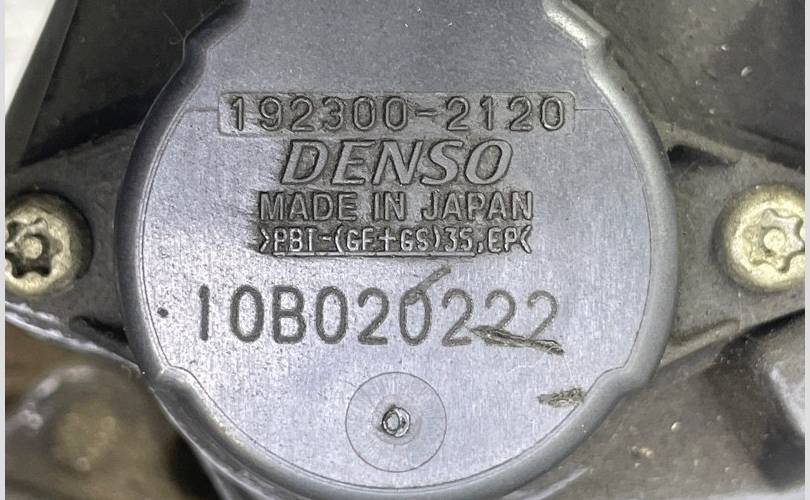 192300-2120
DENSO
MADE IN JAPAN
>PBT-(GF+GS)35,EP<
10B020222